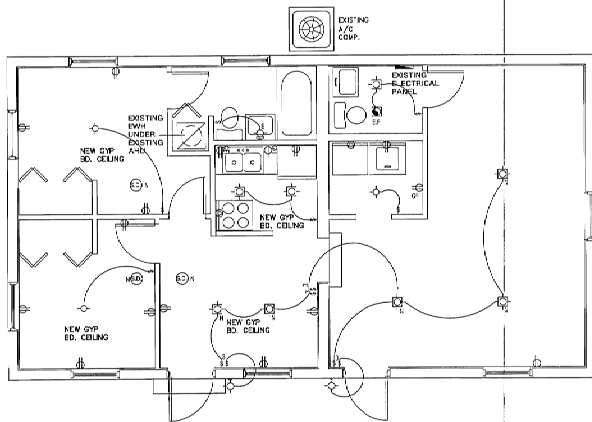 EXISTING
A/C
COMP.
EXISTING
ELECTRICAL
PANEL
EF
EXISTING
EWH
UNDER
EXISTING
AHU
NEW GYP
BD. CEILING
S.D. N
NEW GYP
BD. CEILING
N S.D.
S.D. N
NEW GYP
BD. CEILING
NEW GYP
BD. CEILING